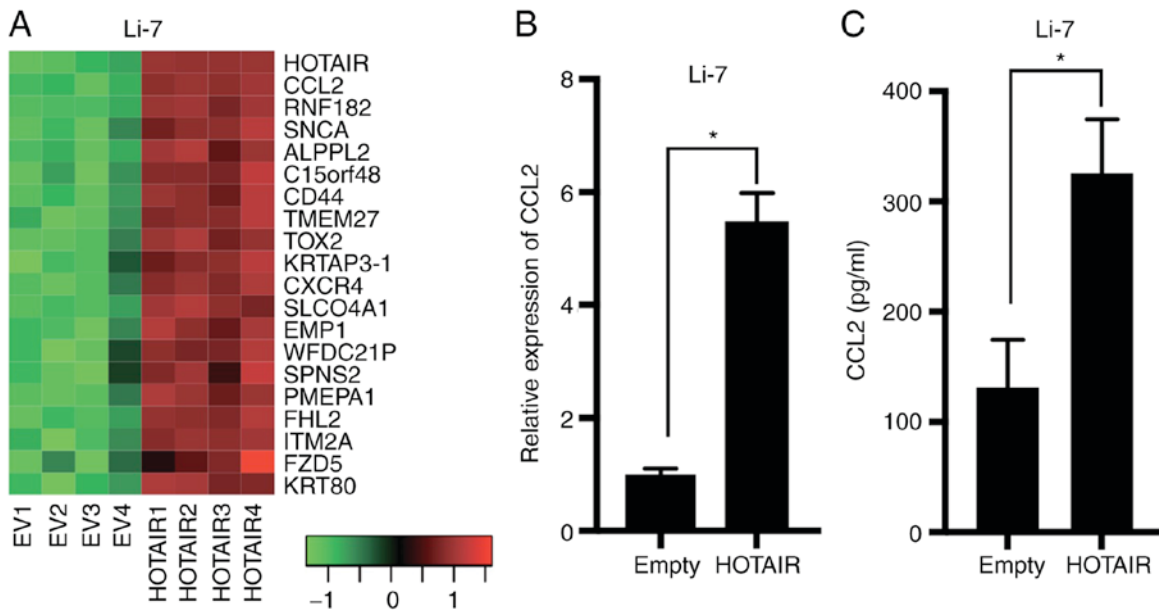 A
Li-7
HOTAIR
CCL2
RNF182
SNCA
ALPPL2
C15orf48
CD44
TMEM27
TOX2
KRTAP3-1
CXCR4
SLCO4A1
EMP1
WFDC21P
SPNS2
PMEPA1
FHL2
ITM2A
FZD5
KRT80
EV1
EV2
EV3
EV4
HOTAIR1
HOTAIR2
HOTAIR3
HOTAIR4
−1 0 1
B
Li-7
*
Relative expression of CCL2
8
6
4
2
0
Empty HOTAIR
C
Li-7
*
CCL2 (pg/ml)
400
300
200
100
0
Empty HOTAIR